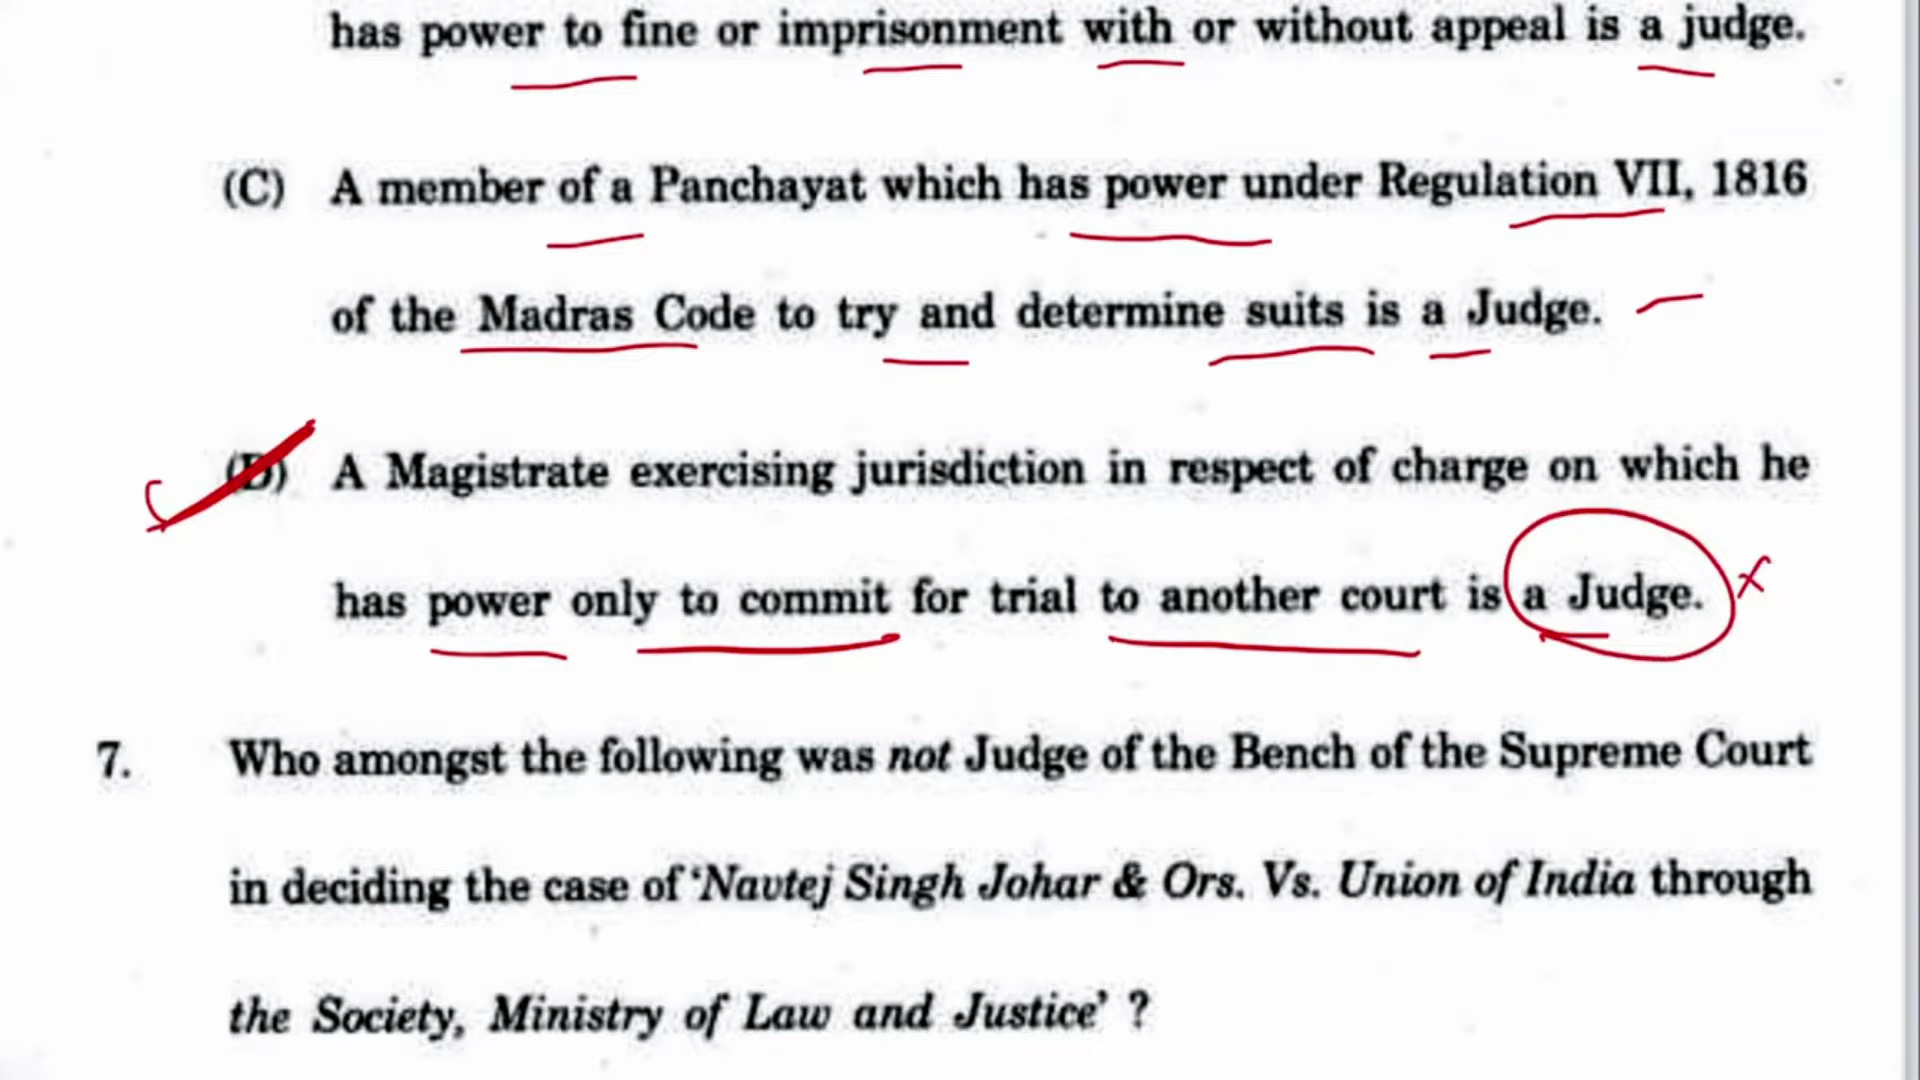 has power to fine or imprisonment with or without appeal is a judge.
(C) A member of a Panchayat which has power under Regulation VII, 1816
of the Madras Code to try and determine suits is a Judge.
(D) A Magistrate exercising jurisdiction in respect of charge on which he
has power only to commit for trial to another court is a Judge.
7. Who amongst the following was not Judge of the Bench of the Supreme Court
in deciding the case of 'Navtej Singh Johar & Ors. Vs. Union of India through
the Society, Ministry of Law and Justice' ?